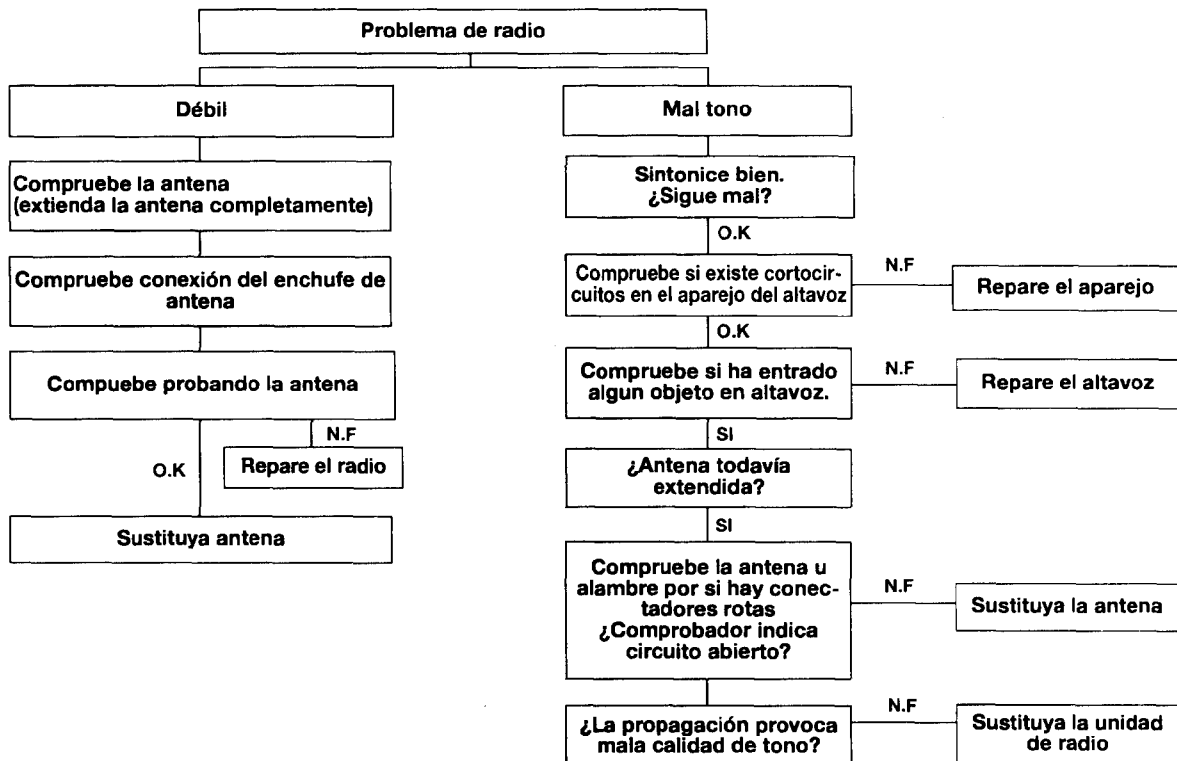 Problema de radio
Débil
Compruebe la antena
(extienda la antena completamente)
Compruebe conexión del enchufe de
antena
Compuebe probando la antena
N.F
Repare el radio
O.K
Sustituya antena
Mal tono
Sintonice bien.
¿Sigue mal?
O.K
Compruebe si existe cortocir-
cuitos en el aparejo del altavoz
N.F
Repare el aparejo
O.K
Compruebe si ha entrado
algun objeto en altavoz.
N.F
Repare el altavoz
SI
¿Antena todavía
extendida?
SI
Compruebe la antena u
alambre por si hay conec-
tadores rotas
¿Comprobador indica
circuito abierto?
N.F
Sustituya la antena
¿La propagación provoca
mala calidad de tono?
N.F
Sustituya la unidad
de radio